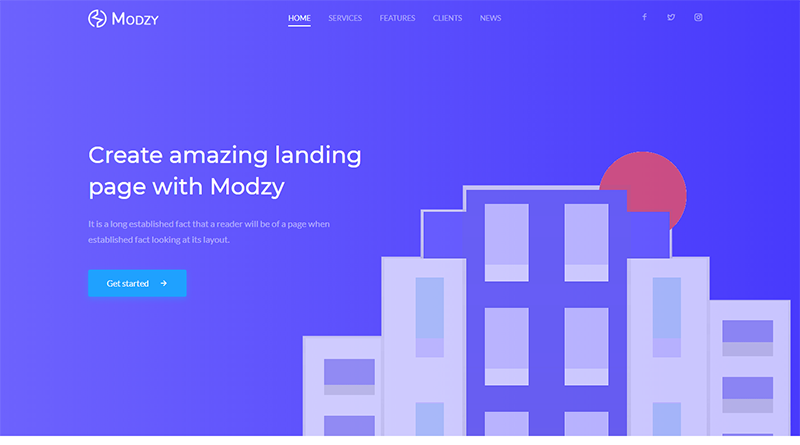 Modzy
HOME SERVICES FEATURES CLIENTS NEWS
Create amazing landing
page with Modzy
It is a long established fact that a reader will be of a page when
established fact looking at its layout.
Get started